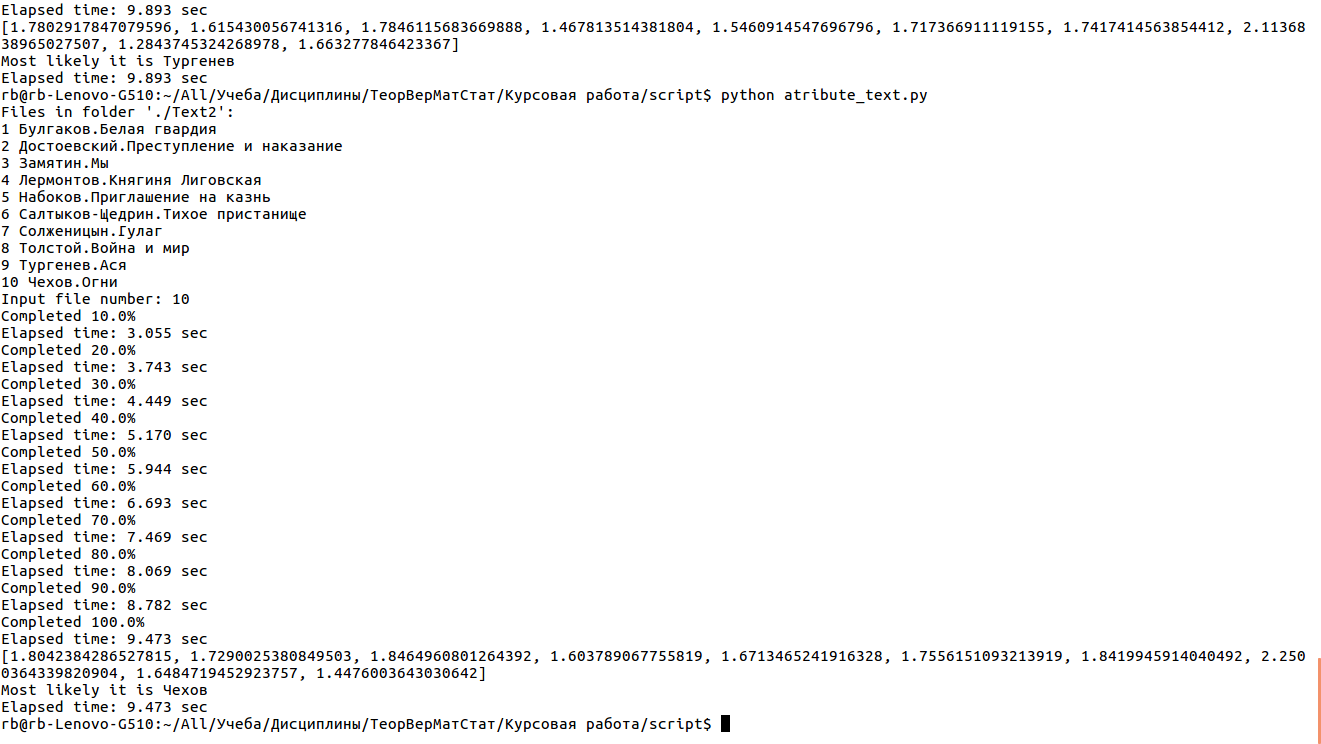 Elapsed time: 9.893 sec
[1.7802917847079596, 1.615430056741316, 1.7846115683669888, 1.467813514381804, 1.5460914547696796, 1.717366911119155, 1.7417414563854412, 2.11368
38965027507, 1.2843745324268978, 1.663277846423367]
Most likely it is Тургенев
Elapsed time: 9.893 sec
rb@rb-Lenovo-G510:~/All/Учеба/Дисциплины/ТеорВерМатСтат/Курсовая работа/script$ python atribute_text.py
Files in folder './Text2':
1 Булгаков.Белая гвардия
2 Достоевский.Преступление и наказание
3 Замятин.Мы
4 Лермонтов.Княгиня Лиговская
5 Набоков.Приглашение на казнь
6 Салтыков-Щедрин.Тихое пристанище
7 Солженицын.Гулаг
8 Толстой.Война и мир
9 Тургенев.Ася
10 Чехов.Огни
Input file number: 10
Completed 10.0%
Elapsed time: 3.055 sec
Completed 20.0%
Elapsed time: 3.743 sec
Completed 30.0%
Elapsed time: 4.449 sec
Completed 40.0%
Elapsed time: 5.170 sec
Completed 50.0%
Elapsed time: 5.944 sec
Completed 60.0%
Elapsed time: 6.693 sec
Completed 70.0%
Elapsed time: 7.469 sec
Completed 80.0%
Elapsed time: 8.069 sec
Completed 90.0%
Elapsed time: 8.782 sec
Completed 100.0%
Elapsed time: 9.473 sec
[1.8042384286527815, 1.7290025380849503, 1.8464960801264392, 1.603789067755819, 1.6713465241916328, 1.7556151093213919, 1.8419945914040492, 2.250
0364339820904, 1.6484719452923757, 1.4476003643030642]
Most likely it is Чехов
Elapsed time: 9.473 sec
rb@rb-Lenovo-G510:~/All/Учеба/Дисциплины/ТеорВерМатСтат/Курсовая работа/script$